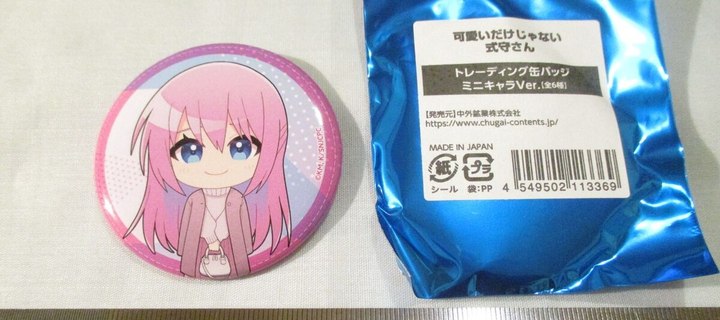 ©KM,K/SN,ICYC
可愛いだけじゃない
式守さん
トレーディング缶バッジ
ミニキャラVer.【全6種】
【発売元】中外鉱業株式会社
https://www.chugai-contents.jp/
MADE IN JAPAN
紙 プラ
シール 袋:PP
4 549502 113369